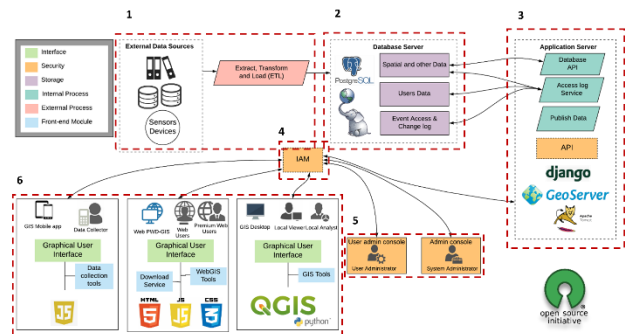 1
2
3
Interface
Security
Storage
Internal Process
External Process
Front-end Module
External Data Sources
Sensors
Devices
Extract, Transform
and Load (ETL)
Database Server
PostgreSQL
Spatial and other Data
Users Data
Event Access &
Change log
Application Server
Database
API
Access log
Service
Publish Data
API
django
GeoServer
4
IAM
5
User admin console
User Administrator
Admin console
System Administrator
6
GIS Mobile app
Data Collector
Graphical User
Interface
Data
collection
tools
JS
Web PWD-GIS
Web
Users
Premium Web
Users
Graphical User
Interface
Download
Service
WebGIS
Tools
HTML
5
JS
JS
CSS
3
GIS Desktop
Local Viewer
Local Analyst
Graphical User
Interface
GIS Tools
QGIS
python
open source
initiative